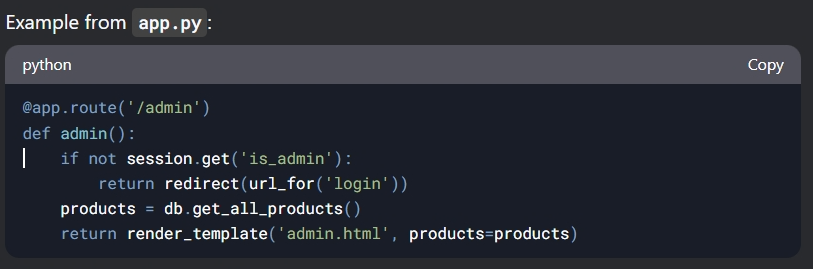 Example from app.py:
python Copy
@app.route('/admin')
def admin():
    if not session.get('is_admin'):
        return redirect(url_for('login'))
    products = db.get_all_products()
    return render_template('admin.html', products=products)